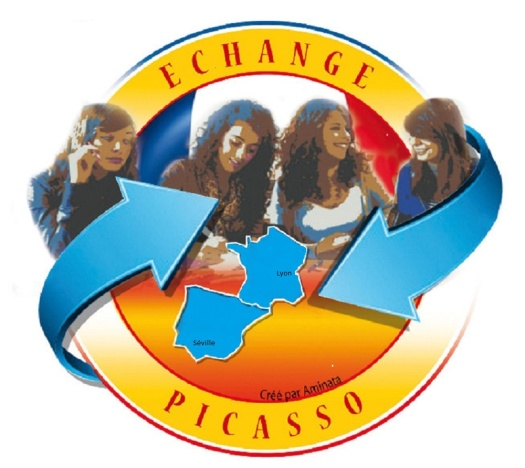 ECHANGE
Lyon
Séville
Créé par Aminata
PICASSO